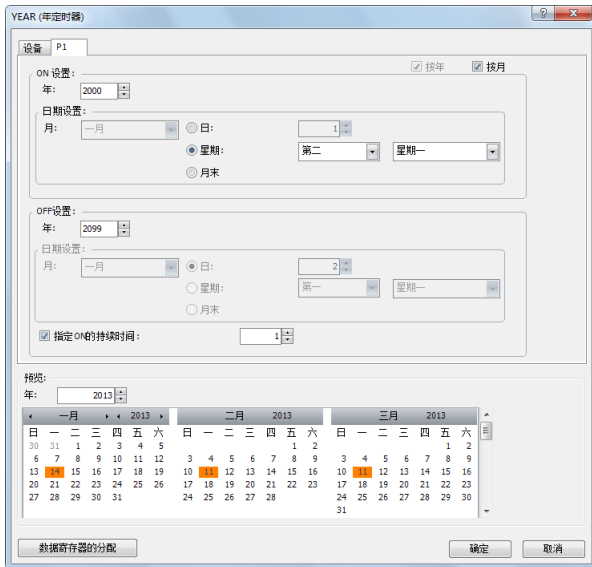 YEAR (年定时器)
设备 P1
按年 按月
ON 设置:
年: 2000
日期设置:
月: 一月 日: 1
星期: 第二 星期一
月末
OFF设置:
年: 2099
日期设置:
月: 一月 日: 2
星期: 第一 星期一
月末
指定ON的持续时间: 1
预览:
年: 2013
一月 2013 二月 2013 三月 2013
日 一 二 三 四 五 六 日 一 二 三 四 五 六 日 一 二 三 四 五 六
30 31 1 2 3 4 5 1 2 1 2
6 7 8 9 10 11 12 3 4 5 6 7 8 9 3 4 5 6 7 8 9
13 14 15 16 17 18 19 10 11 12 13 14 15 16 10 11 12 13 14 15 16
20 21 22 23 24 25 26 17 18 19 20 21 22 23 17 18 19 20 21 22 23
27 28 29 30 31 24 25 26 27 28 24 25 26 27 28 29 30
31
数据寄存器的分配 确定 取消